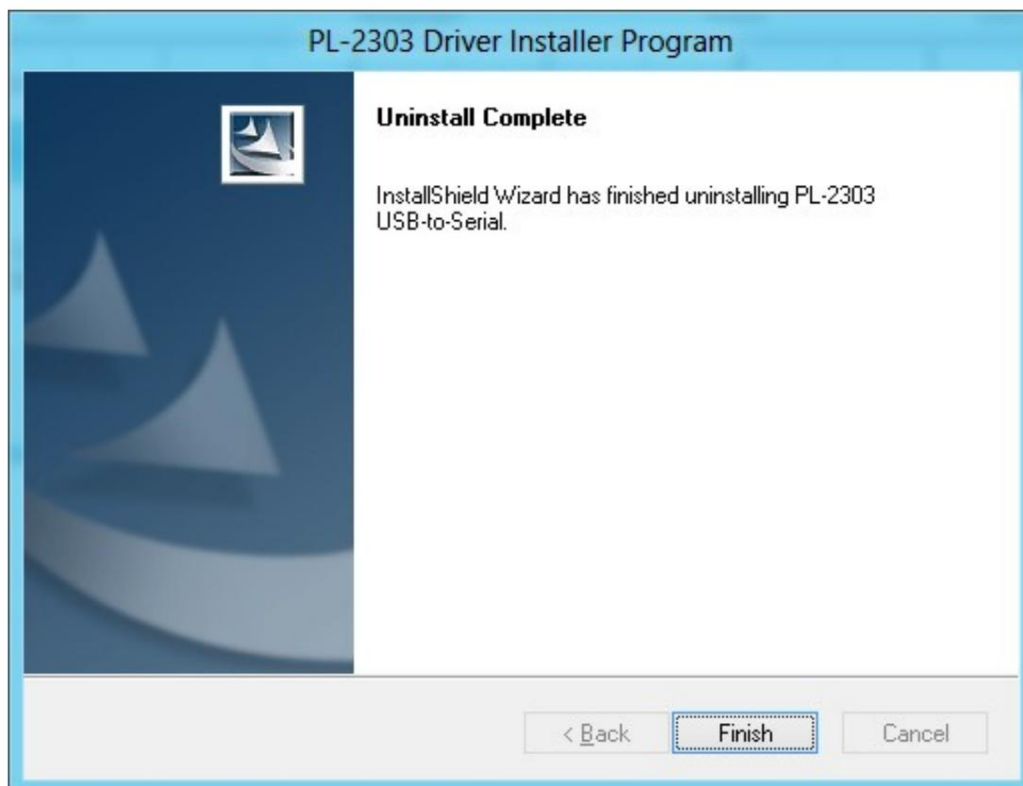 PL-2303 Driver Installer Program
Uninstall Complete
InstallShield Wizard has finished uninstalling PL-2303
USB-to-Serial.
< Back
Finish
Cancel